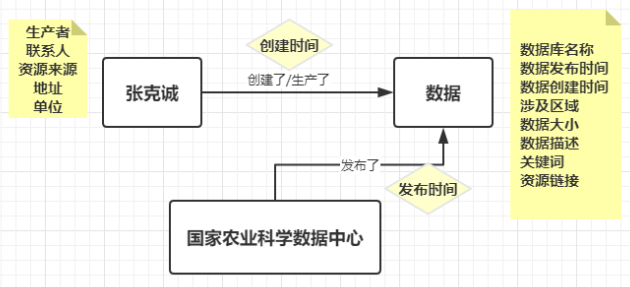 生产者
联系人
资源来源
地址
单位
张克诚
创建时间
创建了/生产了
数据
数据库名称
数据发布时间
数据创建时间
涉及区域
数据大小
数据描述
关键词
资源链接
发布了
发布时间
国家农业科学数据中心